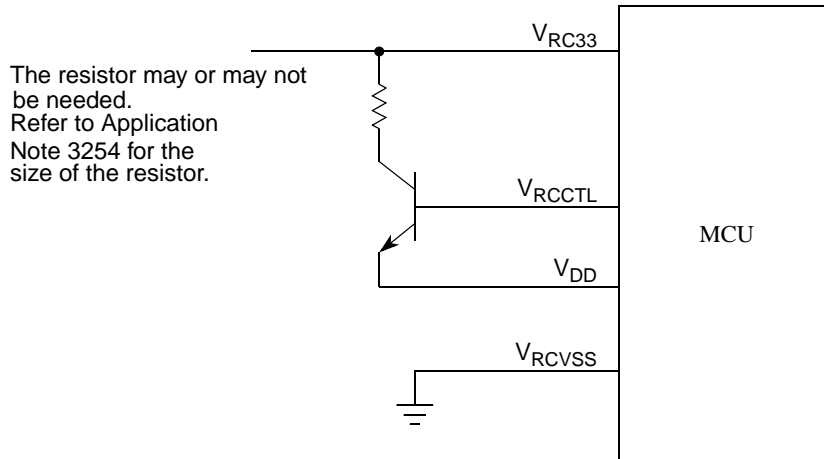 V_RC33
The resistor may or may not
be needed.
Refer to Application
Note 3254 for the
size of the resistor.
V_RCCTL
MCU
V_DD
V_RCVSS